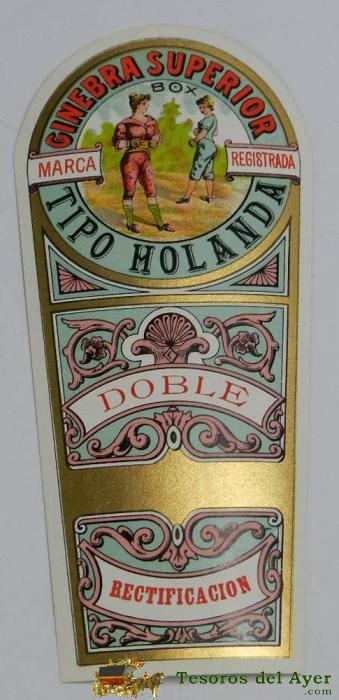 GINEBRA SUPERIOR
BOX
MARCA REGISTRADA
TIPO HOLANDA
DOBLE
RECTIFICACION
Tesoros del Ayer
.com